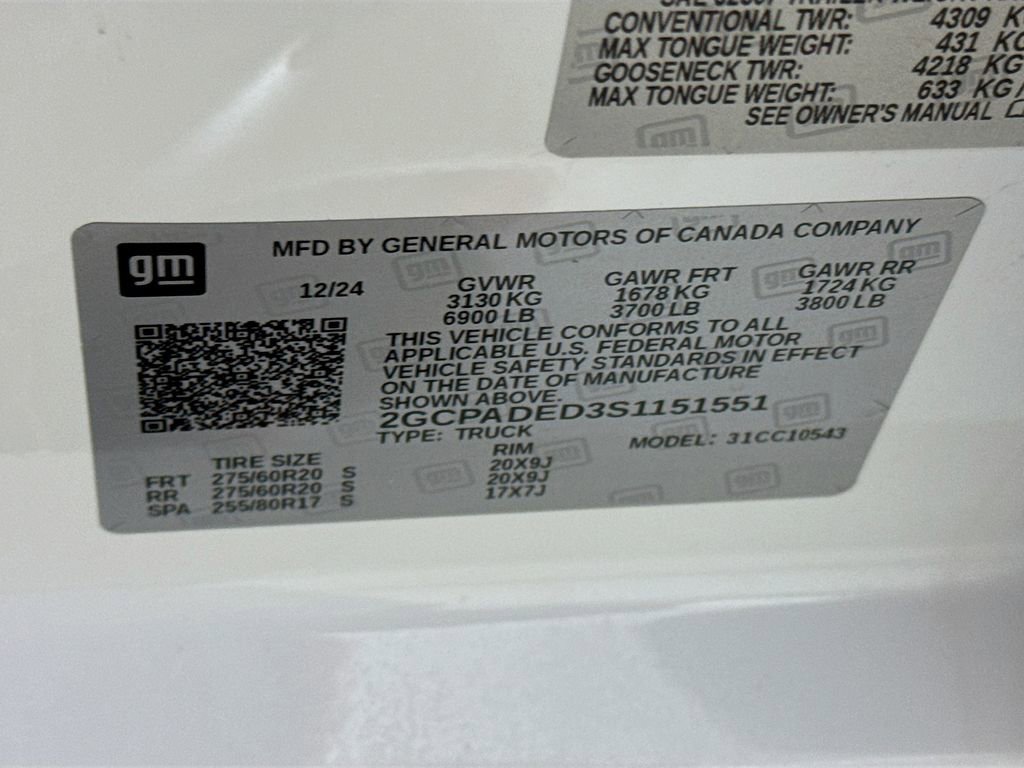 CONVENTIONAL TWR: 4309
MAX TONGUE WEIGHT: 431 KG
GOOSENECK TWR: 4218 KG
MAX TONGUE WEIGHT: 633 KG/
SEE OWNER'S MANUAL
gm
MFD BY GENERAL MOTORS OF CANADA COMPANY
12/24 GVWR GAWR FRT GAWR RR
3130 KG 1678 KG 1724 KG
6900 LB 3700 LB 3800 LB
THIS VEHICLE CONFORMS TO ALL
APPLICABLE U.S. FEDERAL MOTOR
VEHICLE SAFETY STANDARDS IN EFFECT
ON THE DATE OF MANUFACTURE
SHOWN ABOVE.
2GCPADED3S1151551
TYPE: TRUCK MODEL: 31CC10543
TIRE SIZE RIM
FRT 275/60R20 S 20X9J
RR 275/60R20 S 20X9J
SPA 255/80R17 S 17X7J